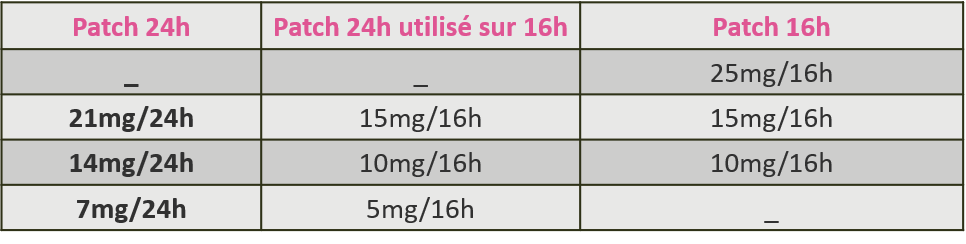 Patch 24h Patch 24h utilisé sur 16h Patch 16h
_ _ 25mg/16h
21mg/24h 15mg/16h 15mg/16h
14mg/24h 10mg/16h 10mg/16h
7mg/24h 5mg/16h _